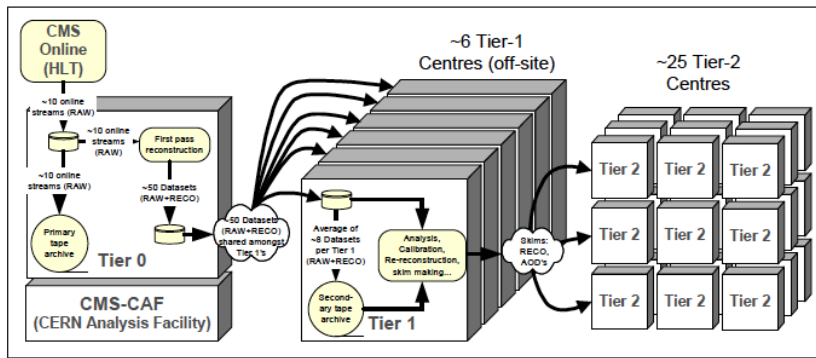 CMS
Online
(HLT)
~10 online
streams (RAW)
~10 online
streams
(RAW)
First pass
reconstruction
~10 online
streams (RAW)
~50 Datasets
(RAW+RECO)
Primary
tape
archive
Tier 0
CMS-CAF
(CERN Analysis Facility)
~50 Datasets
(RAW+RECO)
shared amongst
Tier 1's
~6 Tier-1
Centres (off-site)
Average of
~8 Datasets
per Tier 1
(RAW+RECO)
Analysis,
Calibration,
Re-reconstruction,
skim making...
Second-
ary tape
archive
Tier 1
Skims:
RECO,
AOD's
~25 Tier-2
Centres
Tier 2 Tier 2 Tier 2
Tier 2 Tier 2 Tier 2
Tier 2 Tier 2 Tier 2